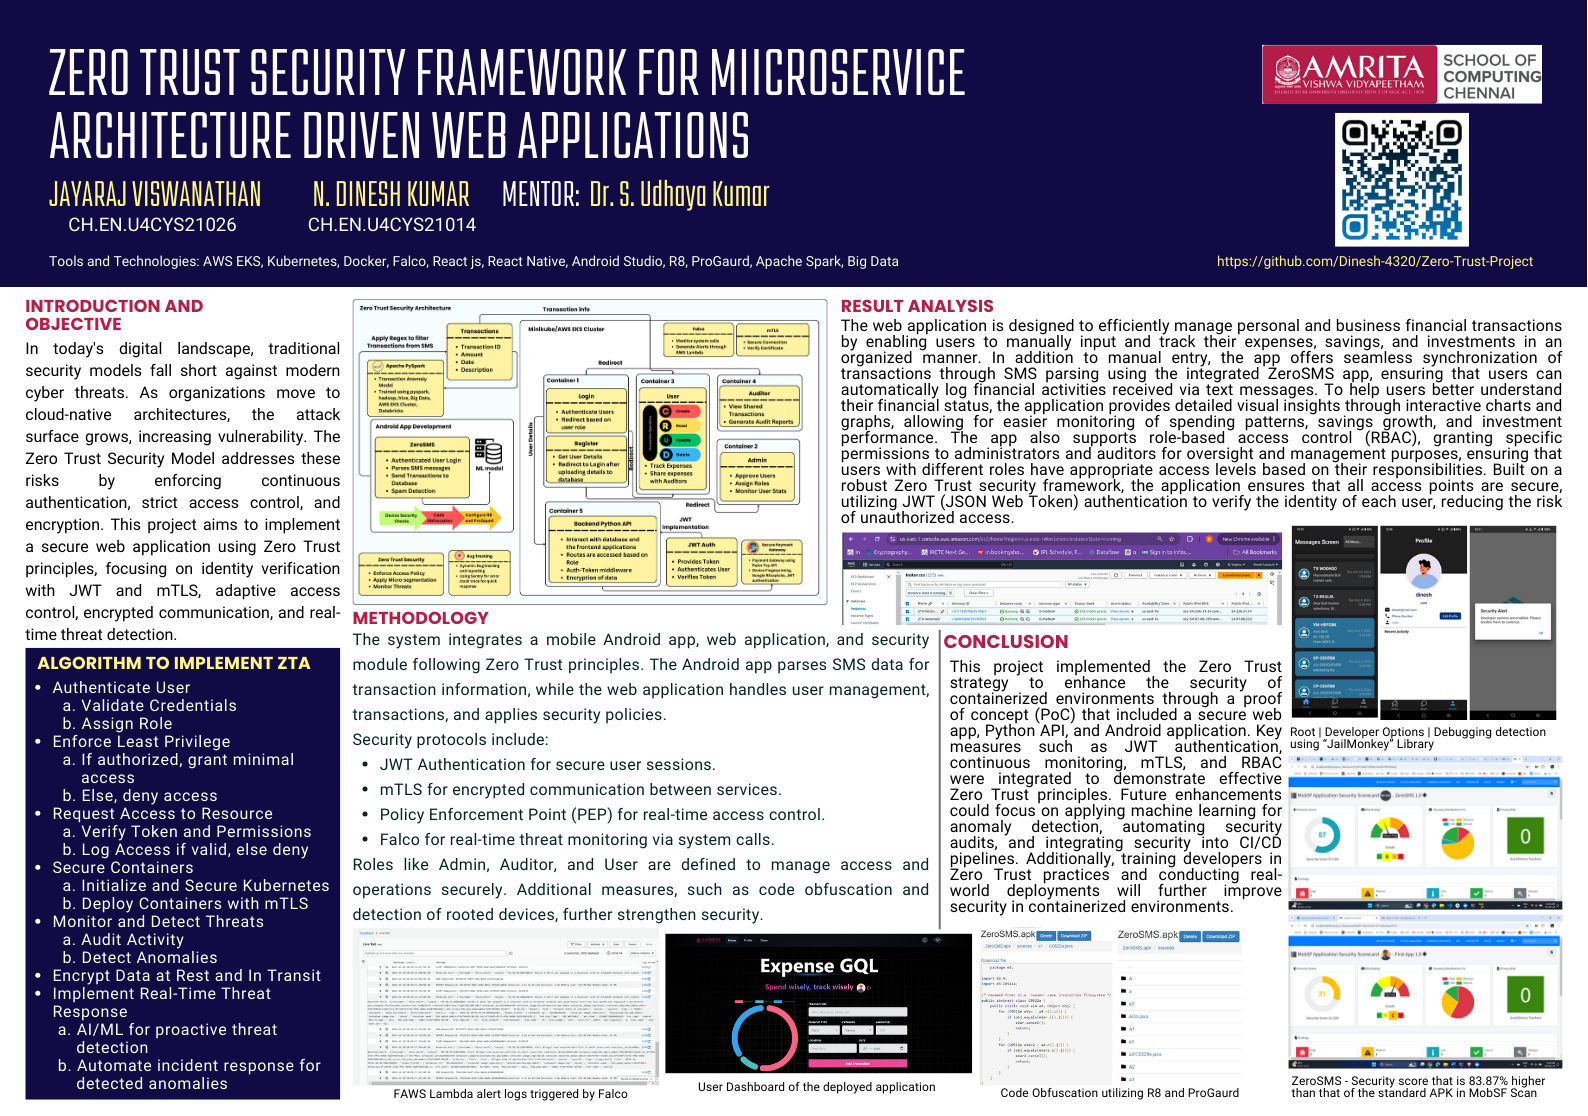 ZERO TRUST SECURITY FRAMEWORK FOR MIICROSERVICE
ARCHITECTURE DRIVEN WEB APPLICATIONS
JAYARAJ VISWANATHAN
CH.EN.U4CYS21026
N. DINESH KUMAR
CH.EN.U4CYS21014
MENTOR: Dr. S. Udhaya Kumar
Tools and Technologies: AWS EKS, Kubernetes, Docker, Falco, React js, React Native, Android Studio, R8, ProGaurd, Apache Spark, Big Data
AMRITA
VISHWA VIDYAPEETHAM
SCHOOL OF
COMPUTING
CHENNAI
https://github.com/Dinesh-4320/Zero-Trust-Project
INTRODUCTION AND
OBJECTIVE
In today's digital landscape, traditional
security models fall short against modern
cyber threats. As organizations move to
cloud-native architectures, the attack
surface grows, increasing vulnerability. The
Zero Trust Security Model addresses these
risks by enforcing continuous
authentication, strict access control, and
encryption. This project aims to implement
a secure web application using Zero Trust
principles, focusing on identity verification
with JWT and mTLS, adaptive access
control, encrypted communication, and real-
time threat detection.
ALGORITHM TO IMPLEMENT ZTA
• Authenticate User
a. Validate Credentials
b. Assign Role
• Enforce Least Privilege
a. If authorized, grant minimal
access
b. Else, deny access
• Request Access to Resource
a. Verify Token and Permissions
b. Log Access if valid, else deny
• Secure Containers
a. Initialize and Secure Kubernetes
b. Deploy Containers with mTLS
• Monitor and Detect Threats
a. Audit Activity
b. Detect Anomalies
• Encrypt Data at Rest and In Transit
• Implement Real-Time Threat
Response
a. AI/ML for proactive threat
detection
b. Automate incident response for
detected anomalies
Zero Trust Security Architecture
Transaction Info
Apply Regex to filter
Transactions from SMS
Transactions
• Transaction ID
• Amount
• Date
• Description
Apache PySpark
• Transaction Anomaly
Model
• Trained using pyspark,
hadoop, hive, Big Data,
AWS EKS Cluster,
Databricks
Android App Development
ZeroSMS
• Authenticated User Login
• Parses SMS messages
• Send Transactions to
Database
• Spam Detection
ML model
Device Security
Checks
Code
Obfuscation
Configure R8
and ProGuard
Zero Trust Security
• Enforce Access Policy
• Apply Micro-segmentation
• Monitor Threats
Bug Tracking
Minikube/AWS EKS Cluster
Falco
• Monitor system calls
• Generate Alerts through
AWS Lambda
mTLS
• Secure Connection
• Verify Certificate
Redirect
User Details
Container 1
Login
• Authenticate Users
• Redirect based on
user role
Register
• Get User Details
• Redirect to Login after
uploading details to
database
Redirect
Container 3
User
C Create
R Read
U Update
D Delete
• Track Expenses
• Share expenses
with Auditors
Container 4
Auditor
• View Shared
Transactions
• Generate Audit Reports
Container 2
Admin
• Approve Users
• Assign Roles
• Monitor User Stats
Redirect
Container 5
Backend Python API
• Interact with database and
the frontend applications
• Routes are accessed based on
Role
• Auth-Token middleware
• Encryption of data
JWT
Implementation
JWT Auth
• Provides Token
• Authenticates User
• Verifies Token
Secure Payment
Gateway
METHODOLOGY
The system integrates a mobile Android app, web application, and security
module following Zero Trust principles. The Android app parses SMS data for
transaction information, while the web application handles user management,
transactions, and applies security policies.
Security protocols include:
• JWT Authentication for secure user sessions.
• mTLS for encrypted communication between services.
• Policy Enforcement Point (PEP) for real-time access control.
• Falco for real-time threat monitoring via system calls.
Roles like Admin, Auditor, and User are defined to manage access and
operations securely. Additional measures, such as code obfuscation and
detection of rooted devices, further strengthen security.
FAWS Lambda alert logs triggered by Falco
Expense GQL
Spend wisely, track wisely
User Dashboard of the deployed application
RESULT ANALYSIS
The web application is designed to efficiently manage personal and business financial transactions
by enabling users to manually input and track their expenses, savings, and investments in an
organized manner. In addition to manual entry, the app offers seamless synchronization of
transactions through SMS parsing using the integrated ZeroSMS app, ensuring that users can
automatically log financial activities received via text messages. To help users better understand
their financial status, the application provides detailed visual insights through interactive charts and
graphs, allowing for easier monitoring of spending patterns, savings growth, and investment
performance. The app also supports role-based access control (RBAC), granting specific
permissions to administrators and auditors for oversight and management purposes, ensuring that
users with different roles have appropriate access levels based on their responsibilities. Built on a
robust Zero Trust security framework, the application ensures that all access points are secure,
utilizing JWT (JSON Web Token) authentication to verify the identity of each user, reducing the risk
of unauthorized access.
New Chrome available
All Bookmarks
CONCLUSION
This project implemented the Zero Trust
strategy to enhance the security of
containerized environments through a proof
of concept (PoC) that included a secure web
app, Python API, and Android application. Key
measures such as JWT authentication,
continuous monitoring, mTLS, and RBAC
were integrated to demonstrate effective
Zero Trust principles. Future enhancements
could focus on applying machine learning for
anomaly detection, automating security
audits, and integrating security into CI/CD
pipelines. Additionally, training developers in
Zero Trust practices and conducting real-
world deployments will further improve
security in containerized environments.
ZeroSMS.apk
Delete
Download ZIP
ZeroSMS.apk
Delete
Download ZIP
Code Obfuscation utilizing R8 and ProGaurd
Messages Screen
Profile
dinesh
Security Alert
Root | Developer Options | Debugging detection
using “JailMonkey” Library
MobSF Application Security Scorecard
ZeroSMS 1.0
57
0
MobSF Application Security Scorecard
First App 1.0
31
0
ZeroSMS - Security score that is 83.87% higher
than that of the standard APK in MobSF Scan